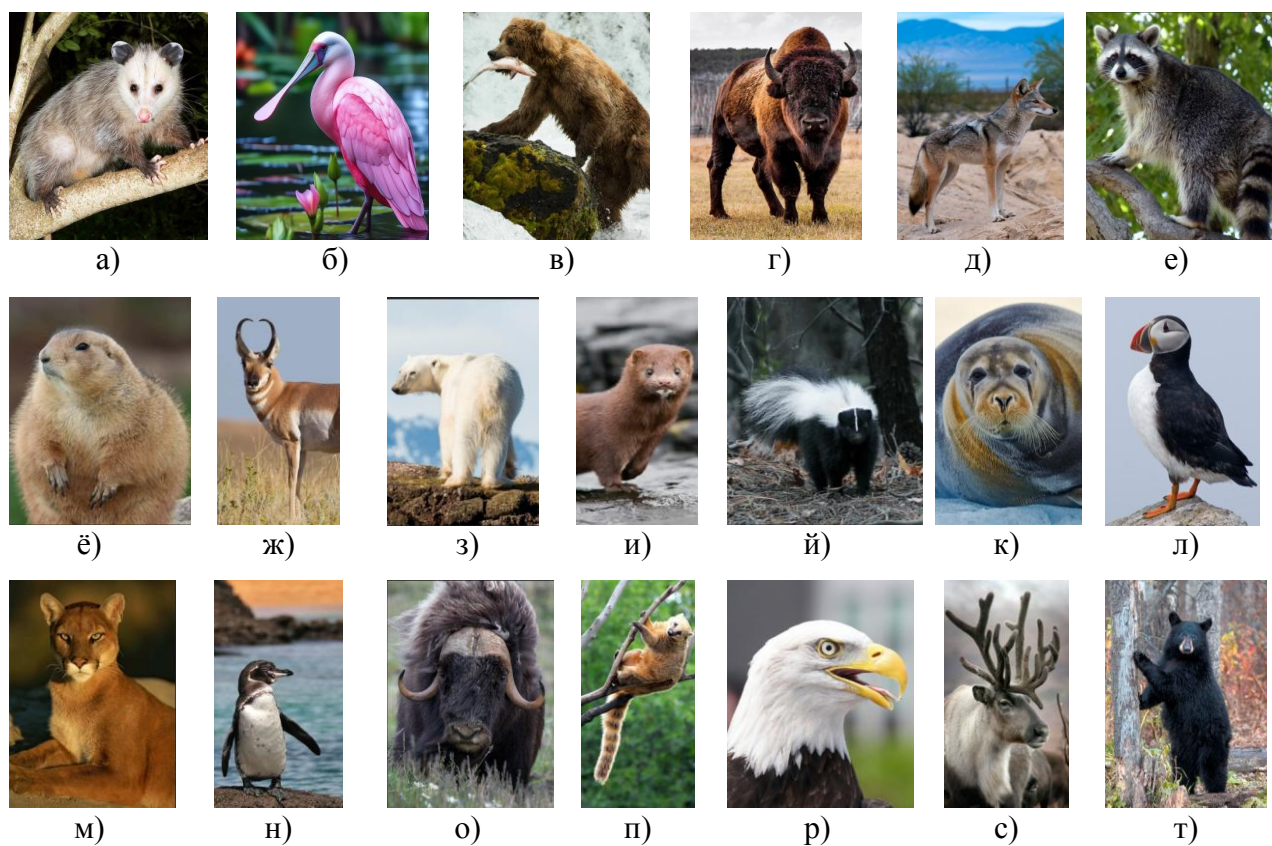 а) б) в) г) д) е)
ё) ж) з) и) й) к) л)
м) н) о) п) р) с) т)